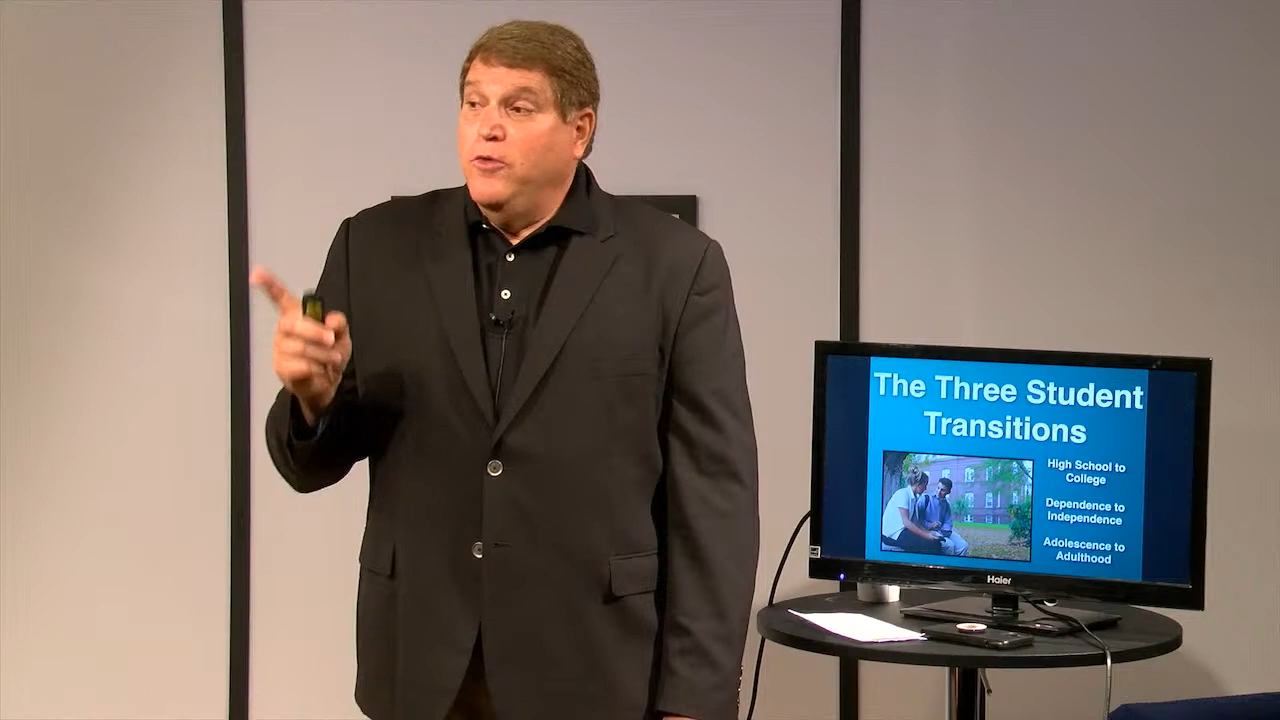 The Three Student
Transitions
High School to
College
Dependence to
Independence
Adolescence to
Adulthood
Haier